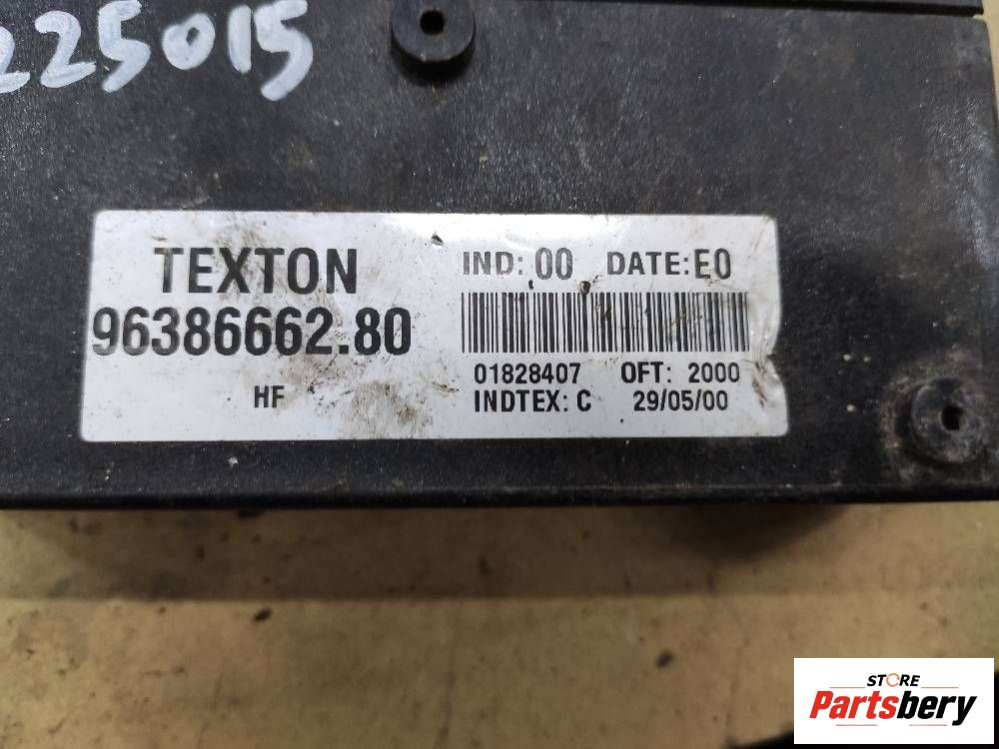 225015
TEXTON
96386662.80
HF
IND: 00 DATE: E0
01828407 OFT: 2000
INDTEX: C 29/05/00
STORE
Partsbery